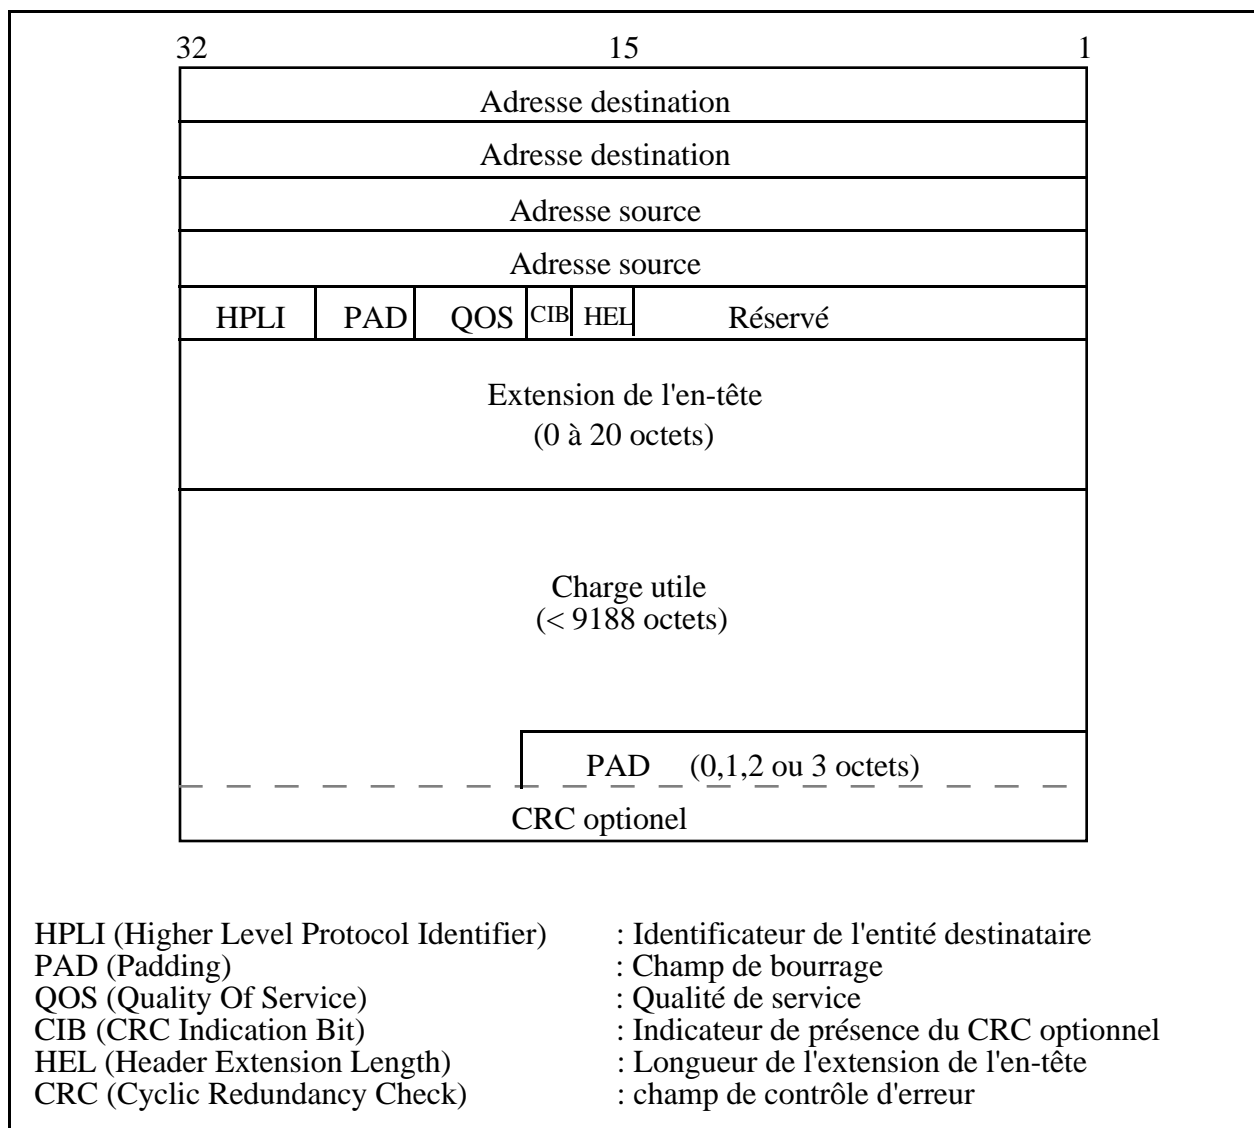 32 15 1
Adresse destination
Adresse destination
Adresse source
Adresse source
HPLI PAD QOS CIB HEL Réservé
Extension de l'en-tête
(0 à 20 octets)
Charge utile
(< 9188 octets)
PAD (0,1,2 ou 3 octets)
CRC optionel
HPLI (Higher Level Protocol Identifier) : Identificateur de l'entité destinataire
PAD (Padding) : Champ de bourrage
QOS (Quality Of Service) : Qualité de service
CIB (CRC Indication Bit) : Indicateur de présence du CRC optionnel
HEL (Header Extension Length) : Longueur de l'extension de l'en-tête
CRC (Cyclic Redundancy Check) : champ de contrôle d'erreur